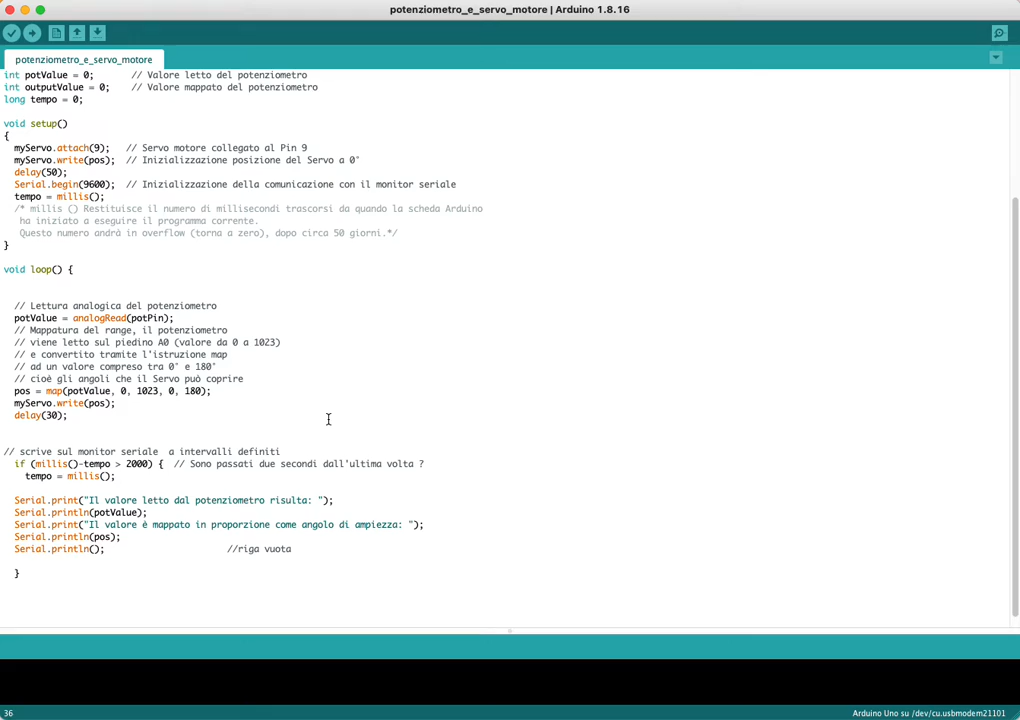 potenziometro_e_servo_motore | Arduino 1.8.16
potenziometro_e_servo_motore
int potValue = 0;       // Valore letto del potenziometro
int outputValue = 0;    // Valore mappato del potenziometro
long tempo = 0;
void setup()
{
myServo.attach(9);   // Servo motore collegato al Pin 9
myServo.write(pos);  // Inizializzazione posizione del Servo a 0°
delay(50);
Serial.begin(9600);  // Inizializzazione della comunicazione con il monitor seriale
tempo = millis();
/* millis () Restituisce il numero di millisecondi trascorsi da quando la scheda Arduino
ha iniziato a eseguire il programma corrente.
Questo numero andrà in overflow (torna a zero), dopo circa 50 giorni.*/
}
void loop() {
// Lettura analogica del potenziometro
potValue = analogRead(potPin);
// Mappatura del range, il potenziometro
// viene letto sul piedino A0 (valore da 0 a 1023)
// e convertito tramite l'istruzione map
// ad un valore compreso tra 0° e 180°
// cioè gli angoli che il Servo può coprire
pos = map(potValue, 0, 1023, 0, 180);
myServo.write(pos);
delay(30);
// scrive sul monitor seriale  a intervalli definiti
if (millis()-tempo > 2000) {  // Sono passati due secondi dall'ultima volta ?
tempo = millis();
Serial.print("Il valore letto dal potenziometro risulta: ");
Serial.println(potValue);
Serial.print("Il valore è mappato in proporzione come angolo di ampiezza: ");
Serial.println(pos);
Serial.println();                       //riga vuota
}
36
Arduino Uno su /dev/cu.usbmodem21101